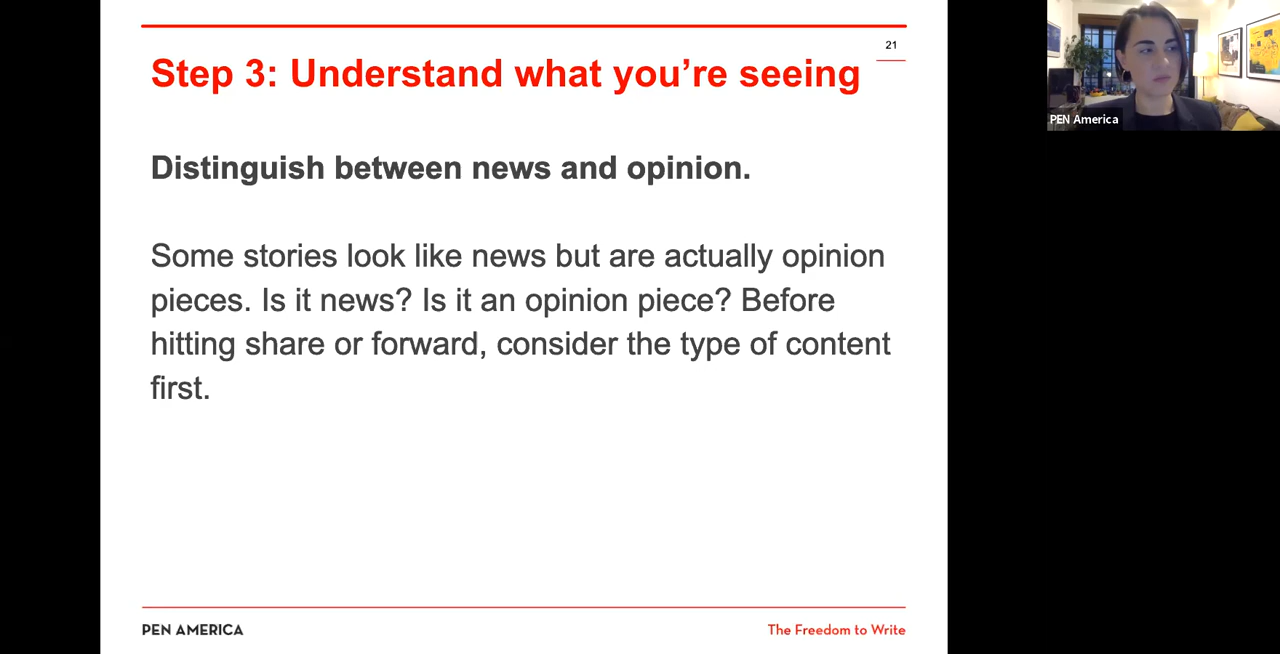 21
Step 3: Understand what you’re seeing
Distinguish between news and opinion.
Some stories look like news but are actually opinion
pieces. Is it news? Is it an opinion piece? Before
hitting share or forward, consider the type of content
first.
PEN AMERICA
The Freedom to Write
PEN America